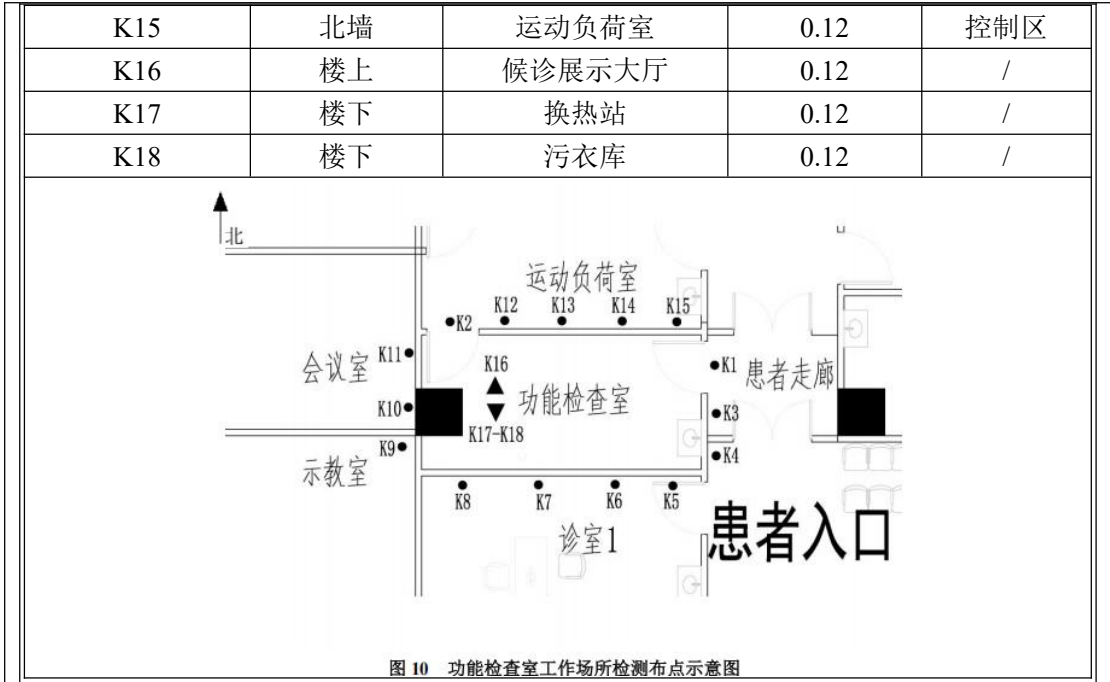 K15 北墙 运动负荷室 0.12 控制区
K16 楼上 候诊展示大厅 0.12 /
K17 楼下 换热站 0.12 /
K18 楼下 污衣库 0.12 /
北
运动负荷室
K2 K12 K13 K14 K15
会议室 K11 K16 K1 患者走廊
功能检查室
K10 K17-K18 K3
示教室 K9 K4
K8 K7 K6 K5
诊室1
患者入口
图 10 功能检查室工作场所检测布点示意图